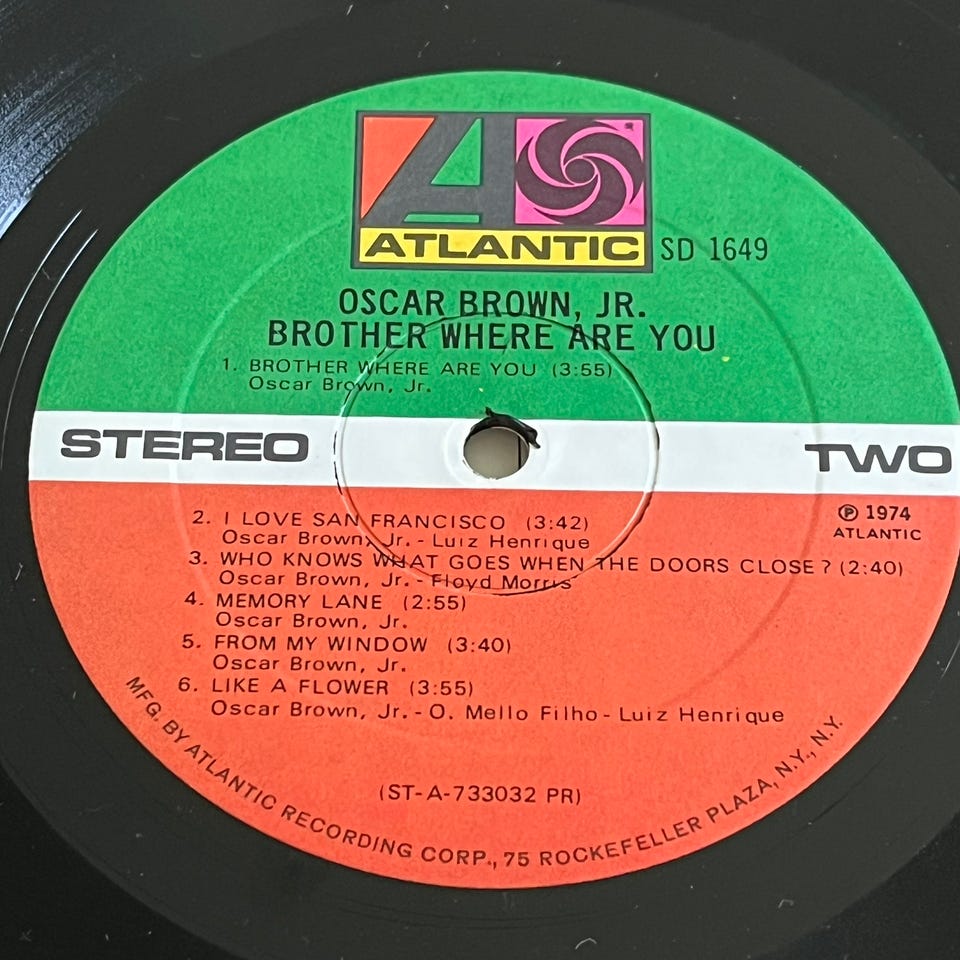 ATLANTIC SD 1649
OSCAR BROWN, JR.
BROTHER WHERE ARE YOU
1. BROTHER WHERE ARE YOU (3:55)
Oscar Brown, Jr.
STEREO TWO
℗ 1974
ATLANTIC
2. I LOVE SAN FRANCISCO (3:42)
Oscar Brown, Jr. - Luiz Henrique
3. WHO KNOWS WHAT GOES WHEN THE DOORS CLOSE? (2:40)
Oscar Brown, Jr. - Floyd Morris
4. MEMORY LANE (2:55)
Oscar Brown, Jr.
5. FROM MY WINDOW (3:40)
Oscar Brown, Jr.
6. LIKE A FLOWER (3:55)
Oscar Brown, Jr. - O. Mello Filho - Luiz Henrique
(ST-A-733032 PR)
MFG. BY ATLANTIC RECORDING CORP., 75 ROCKEFELLER PLAZA, N.Y., N.Y.